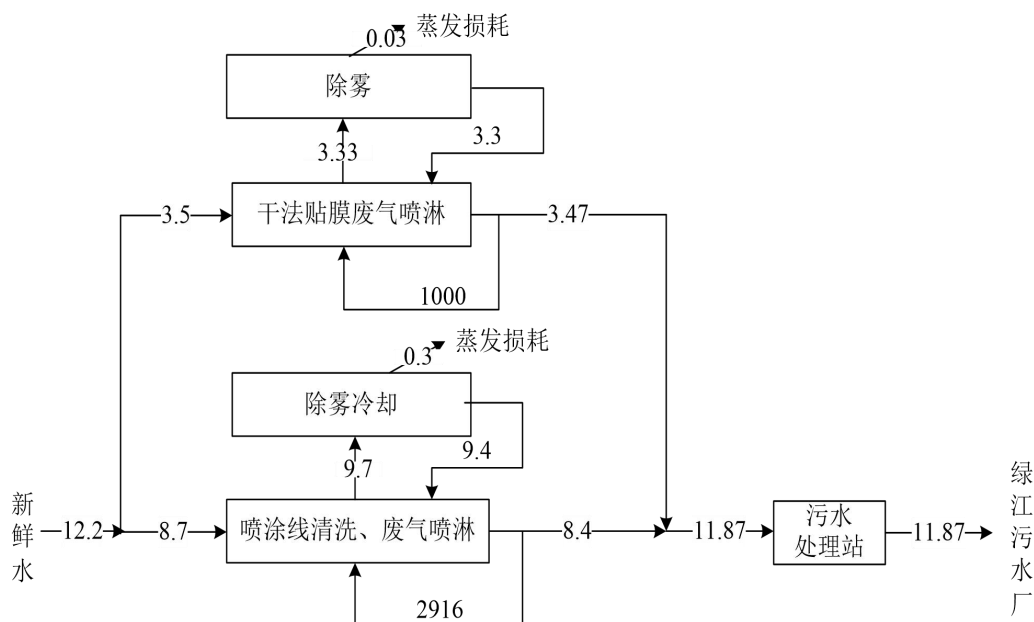 蒸发损耗
0.03
除雾
3.3
3.33
干法贴膜废气喷淋
3.5
3.47
1000
蒸发损耗
0.3
除雾冷却
9.4
9.7
新鲜水
12.2
8.7
喷涂线清洗、废气喷淋
8.4
11.87
污水
处理站
11.87
绿江污水厂
2916